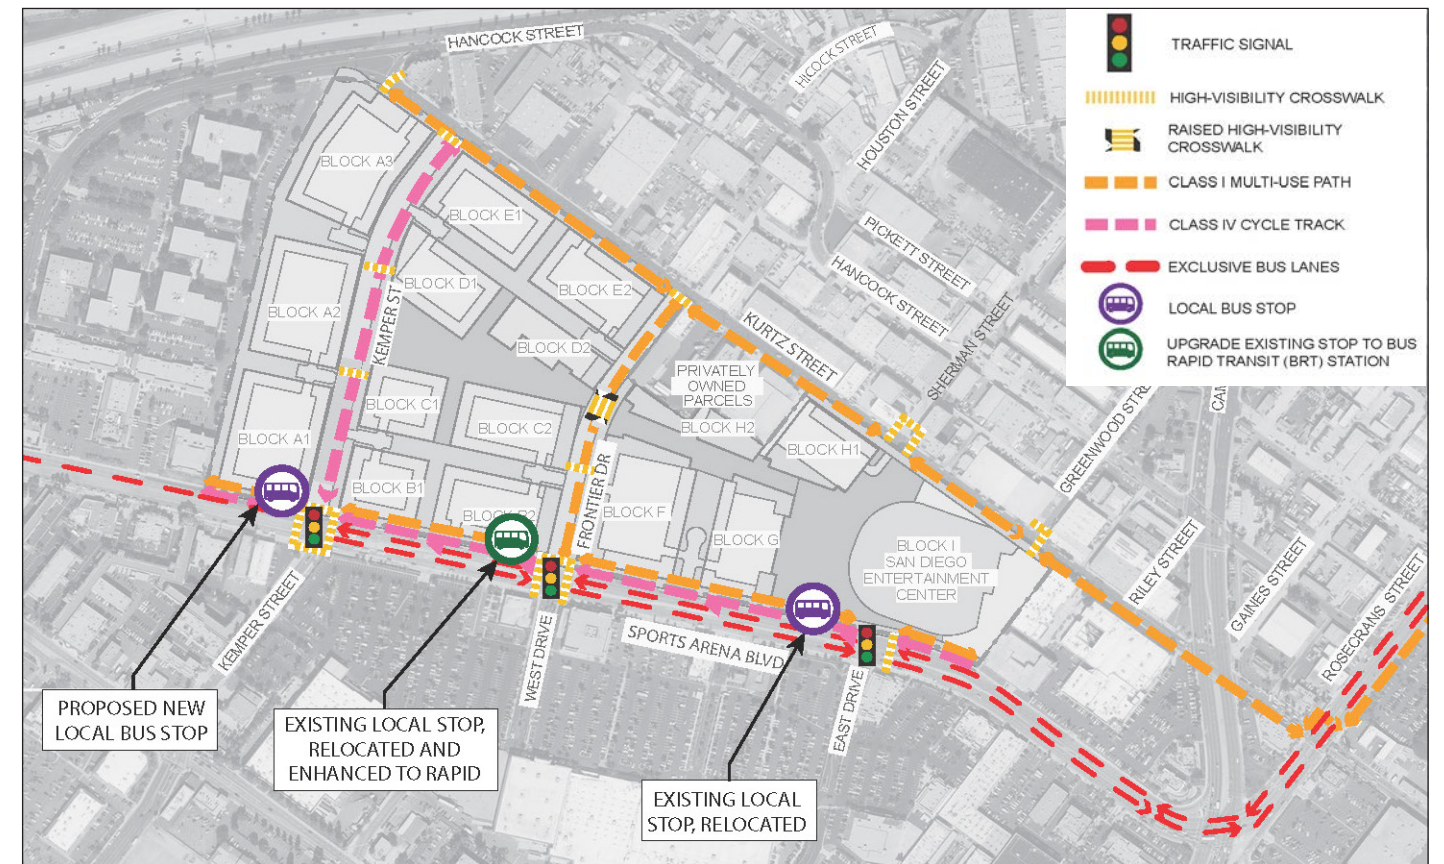 HANCOCK STREET
HICOCK STREET
HOUSTON STREET
TRAFFIC SIGNAL
HIGH-VISIBILITY CROSSWALK
RAISED HIGH-VISIBILITY
CROSSWALK
CLASS I MULTI-USE PATH
CLASS IV CYCLE TRACK
EXCLUSIVE BUS LANES
LOCAL BUS STOP
UPGRADE EXISTING STOP TO BUS
RAPID TRANSIT (BRT) STATION
BLOCK A3
BLOCK E1
BLOCK D1
BLOCK E2
BLOCK A2
KEMPER ST
BLOCK D2
PICKETT STREET
HANCOCK STREET
KURTZ STREET
SHERMAN STREET
GREENWOOD STRE
CAM
PRIVATELY
OWNED
PARCELS
BLOCK C1
BLOCK C2
BLOCK H2
BLOCK H1
BLOCK A1
BLOCK B1
BLOCK B2
FRONTIER DR
BLOCK F
BLOCK G
BLOCK I
SAN DIEGO
ENTERTAINMENT
CENTER
RILEY STREET
GAINES STREET
ROSECRANS STREET
KEMPER STREET
WEST DRIVE
SPORTS ARENA BLVD
EAST DRIVE
PROPOSED NEW
LOCAL BUS STOP
EXISTING LOCAL STOP,
RELOCATED AND
ENHANCED TO RAPID
EXISTING LOCAL
STOP, RELOCATED